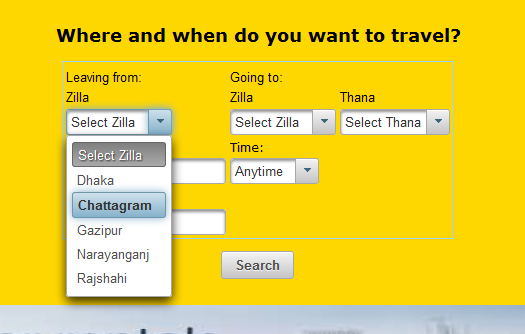 Where and when do you want to travel?
Leaving from:
Going to:
Zilla
Zilla
Thana
Select Zilla
Select Zilla
Select Thana
Select Zilla
Dhaka
Chattagram
Gazipur
Narayanganj
Rajshahi
Time:
Anytime
Search